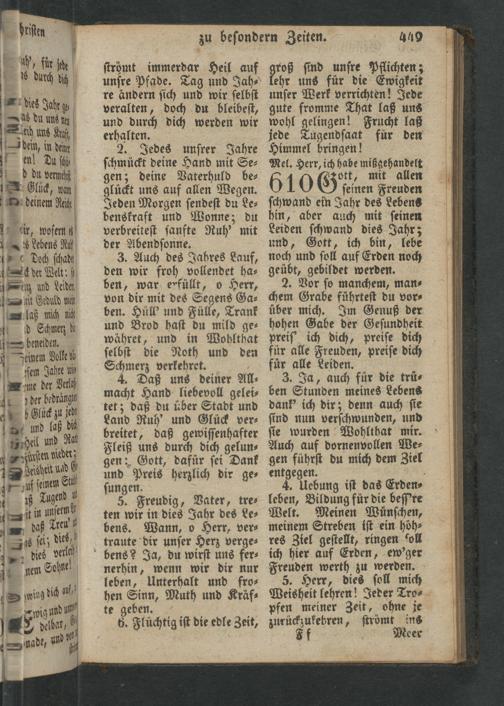 zu besondern Zeiten.
449
strömt immerdar Heil auf
unsre Pfade. Tag und Jah-
re ändern sich und wir selbst
veralten, doch du bleibest,
und durch dich werden wir
erhalten.
2. Jedes unsrer Jahre
schmückt deine Hand mit Se-
gen; deine Vaterhuld be-
glückt uns auf allen Wegen.
Jeden Morgen sendest du Le-
benskraft und Wonne; du
verbreitest sanfte Ruh' mit
der Abendsonne.
3. Auch des Jahres Lauf,
den wir froh vollendet ha-
ben, war erfüllt, o Herr,
von dir mit des Segens Ga-
ben. Hüll' und Fülle, Trank
und Brod hast du mild ge-
währet, und in Wohlthat
selbst die Noth und den
Schmerz verkehret.
4. Daß uns deiner All-
macht Hand liebevoll gelei-
tet; daß du über Stadt und
Land Ruh' und Glück ver-
breitet, daß gewissenhafter
Fleiß uns durch dich gelun-
gen: Gott, dafür sei Dank
und Preis herzlich dir ge-
sungen.
5. Freudig, Vater, tre-
ten wir in dies Jahr des Le-
bens. Wann, o Herr, ver-
traute dir unser Herz verge-
bens? Ja, du wirst uns fer-
nerhin, wenn wir dir nur
leben, Unterhalt und fro-
hen Sinn, Muth und Kräf-
te geben.
6. Flüchtig ist die edle Zeit,
groß sind unsre Pflichten;
lehr uns für die Ewigkeit
unser Werk verrichten! Jede
gute fromme That laß uns
wohl gelingen! Frucht laß
jede Tugendsaat für den
Himmel bringen!
Mel. Herr, ich habe mißgehandelt
610 Gott, mit allen
seinen Freuden
schwand ein Jahr des Lebens
hin, aber auch mit seinen
Leiden schwand dies Jahr;
und, Gott, ich bin, lebe
noch und soll auf Erden noch
geübt, gebildet werden.
2. Vor so manchem, man-
chem Grabe führtest du vor-
über mich. Im Genuß der
hohen Gabe der Gesundheit
preis' ich dich, preise dich
für alle Freuden, preise dich
für alle Leiden.
3. Ja, auch für die trü-
ben Stunden meines Lebens
dank' ich dir; denn auch sie
sind nun verschwunden, und
sie wurden Wohlthat mir.
Auch auf dornenvollen We-
gen führst du mich dem Ziel
entgegen.
4. Uebung ist das Erden-
leben, Bildung für die bess're
Welt. Meinen Wünschen,
meinem Streben ist ein höh-
res Ziel gestellt, ringen soll
ich hier auf Erden, ew'ger
Freuden werth zu werden.
5. Herr, dies soll mich
Weisheit lehren! Jeder Tro-
pfen meiner Zeit, ohne je
zurückzukehren, strömt ins
Ff
Meer